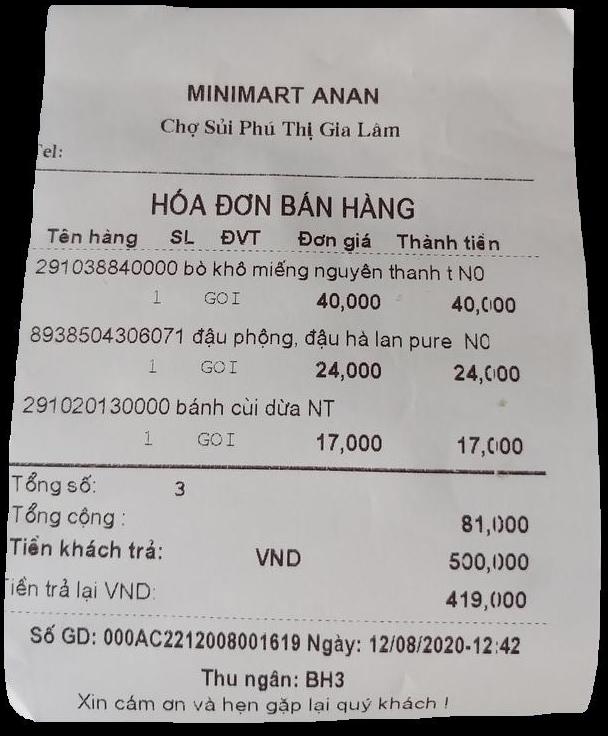 MINIMART ANAN
Chợ Sủi Phú Thị Gia Lâm
el:
HÓA ĐƠN BÁN HÀNG
Tên hàng SL ĐVT Đơn giá Thành tiền
291038840000 bò khô miếng nguyên thanh t N0
1 GOI 40,000 40,000
8938504306071 đậu phộng, đậu hà lan pure N0
1 GOI 24,000 24,000
291020130000 bánh cùi dừa NT
1 GOI 17,000 17,000
Tổng số: 3
Tổng cộng : 81,000
Tiền khách trả: VND 500,000
iền trả lại VND: 419,000
Số GD: 000AC2212008001619 Ngày: 12/08/2020-12:42
Thu ngân: BH3
Xin cám ơn và hẹn gặp lại quý khách !